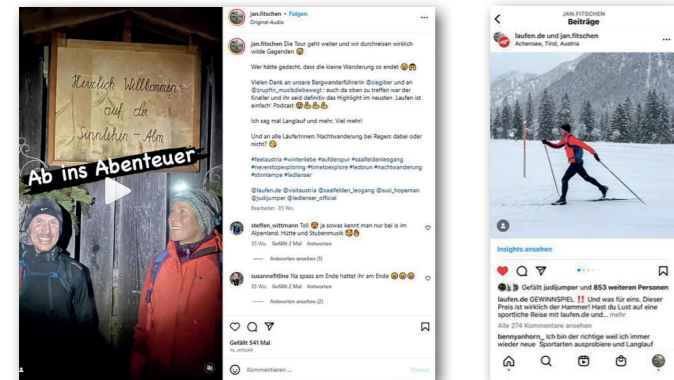 Herzlich Willkommen
auf der
Sinnlehen - Alm
Ab ins Abenteuer
jan.fitschen • Folgen
Original-Audio
jan.fitschen Die Tour geht weiter und wir durchreisen wirklich
wilde Gegenden 😅
Wer hätte gedacht, dass die kleine Wanderung so endet
Vielen Dank an unsere Bergwanderführerin @siegiber und an
@zrupftn_musikdiebewegt : euch da oben zu treffen war der
Knaller und ihr seid definitiv das Highlight im neusten ‚Laufen ist
einfach' Podcast
Ich sag mal Langlauf und mehr. Viel mehr!
Und an alle LäuferInnen: Nachtwanderung bei Regen: dabei oder
nicht?
#feelaustria #winterliebe #aufderspur #saalfeldenleogang
#neverstopexploring #timetoexplore #ledsrun #nachtwanderung
#stirnlampe #ledlenser
@laufen.de @visitaustria @saalfelden_leogang @susi_hopeman
@judijumper @ledlenser_official
Bearbeitet · 35 Wo.
steffen_wittmann Toll ja sowas kennt man nur bei is im
Alpenland. Hütte und Stubenmusik
35 Wo. Gefällt 2 Mal Antworten
Antworten ansehen (1)
susannefitline Na spass am Ende hattet ihr am Ende
35 Wo. Gefällt 2 Mal Antworten
Antworten ansehen (2)
Gefällt 541 Mal
14. JANUAR
Kommentieren ...
Posten
JAN.FITSCHEN
Beiträge
laufen.de und jan.fitschen
Achensee, Tirol, Austria
Insights ansehen
Gefällt judijumper und 853 weiteren Personen
laufen.de GEWINNSPIEL ‼️ Und was für eins. Dieser
Preis ist wirklich der Hammer! Hast du Lust auf eine
sportliche Reise mit laufen.de und... mehr
Alle 274 Kommentare ansehen
bennyanhorn_ Ich bin der richtige weil ich immer
wieder neue Sportarten ausprobiere und Langlauf